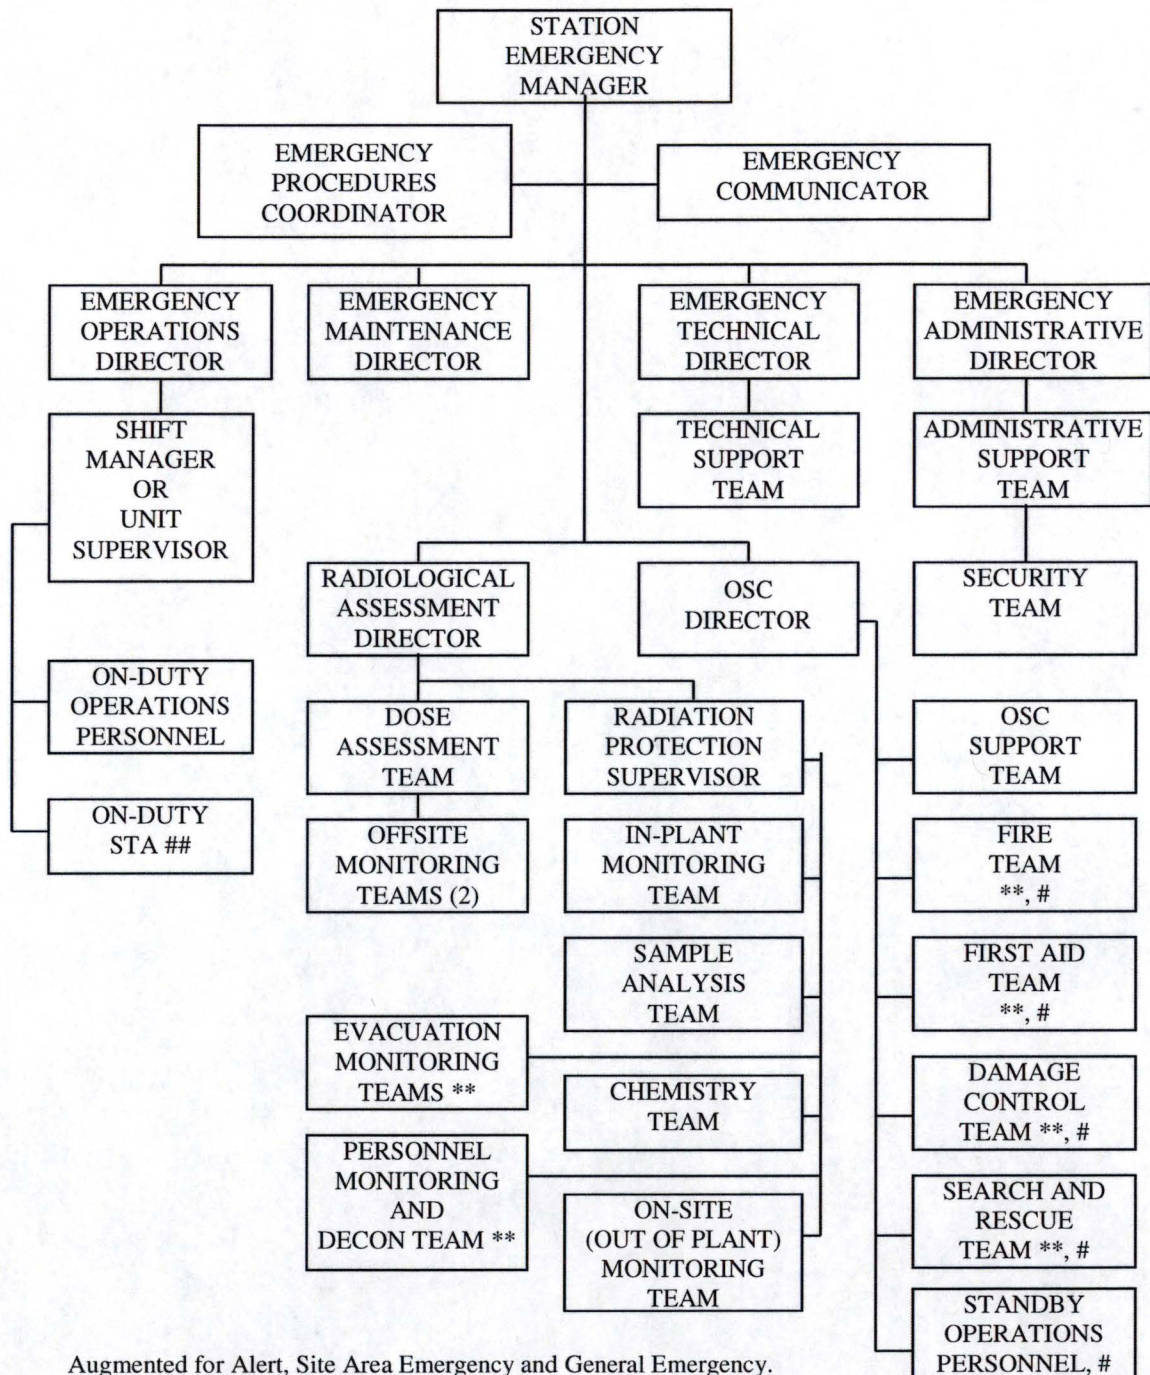 STATION
EMERGENCY
MANAGER
EMERGENCY
PROCEDURES
COORDINATOR
EMERGENCY
COMMUNICATOR
EMERGENCY
OPERATIONS
DIRECTOR
EMERGENCY
MAINTENANCE
DIRECTOR
EMERGENCY
TECHNICAL
DIRECTOR
EMERGENCY
ADMINISTRATIVE
DIRECTOR
SHIFT
MANAGER
OR
UNIT
SUPERVISOR
TECHNICAL
SUPPORT
TEAM
ADMINISTRATIVE
SUPPORT
TEAM
RADIOLOGICAL
ASSESSMENT
DIRECTOR
OSC
DIRECTOR
SECURITY
TEAM
ON-DUTY
OPERATIONS
PERSONNEL
DOSE
ASSESSMENT
TEAM
RADIATION
PROTECTION
SUPERVISOR
OSC
SUPPORT
TEAM
ON-DUTY
STA ##
OFFSITE
MONITORING
TEAMS (2)
IN-PLANT
MONITORING
TEAM
FIRE
TEAM
**, #
SAMPLE
ANALYSIS
TEAM
FIRST AID
TEAM
**, #
EVACUATION
MONITORING
TEAMS **
CHEMISTRY
TEAM
DAMAGE
CONTROL
TEAM **, #
PERSONNEL
MONITORING
AND
DECON TEAM **
ON-SITE
(OUT OF PLANT)
MONITORING
TEAM
SEARCH AND
RESCUE
TEAM **, #
STANDBY
OPERATIONS
PERSONNEL, #
Augmented for Alert, Site Area Emergency and General Emergency.